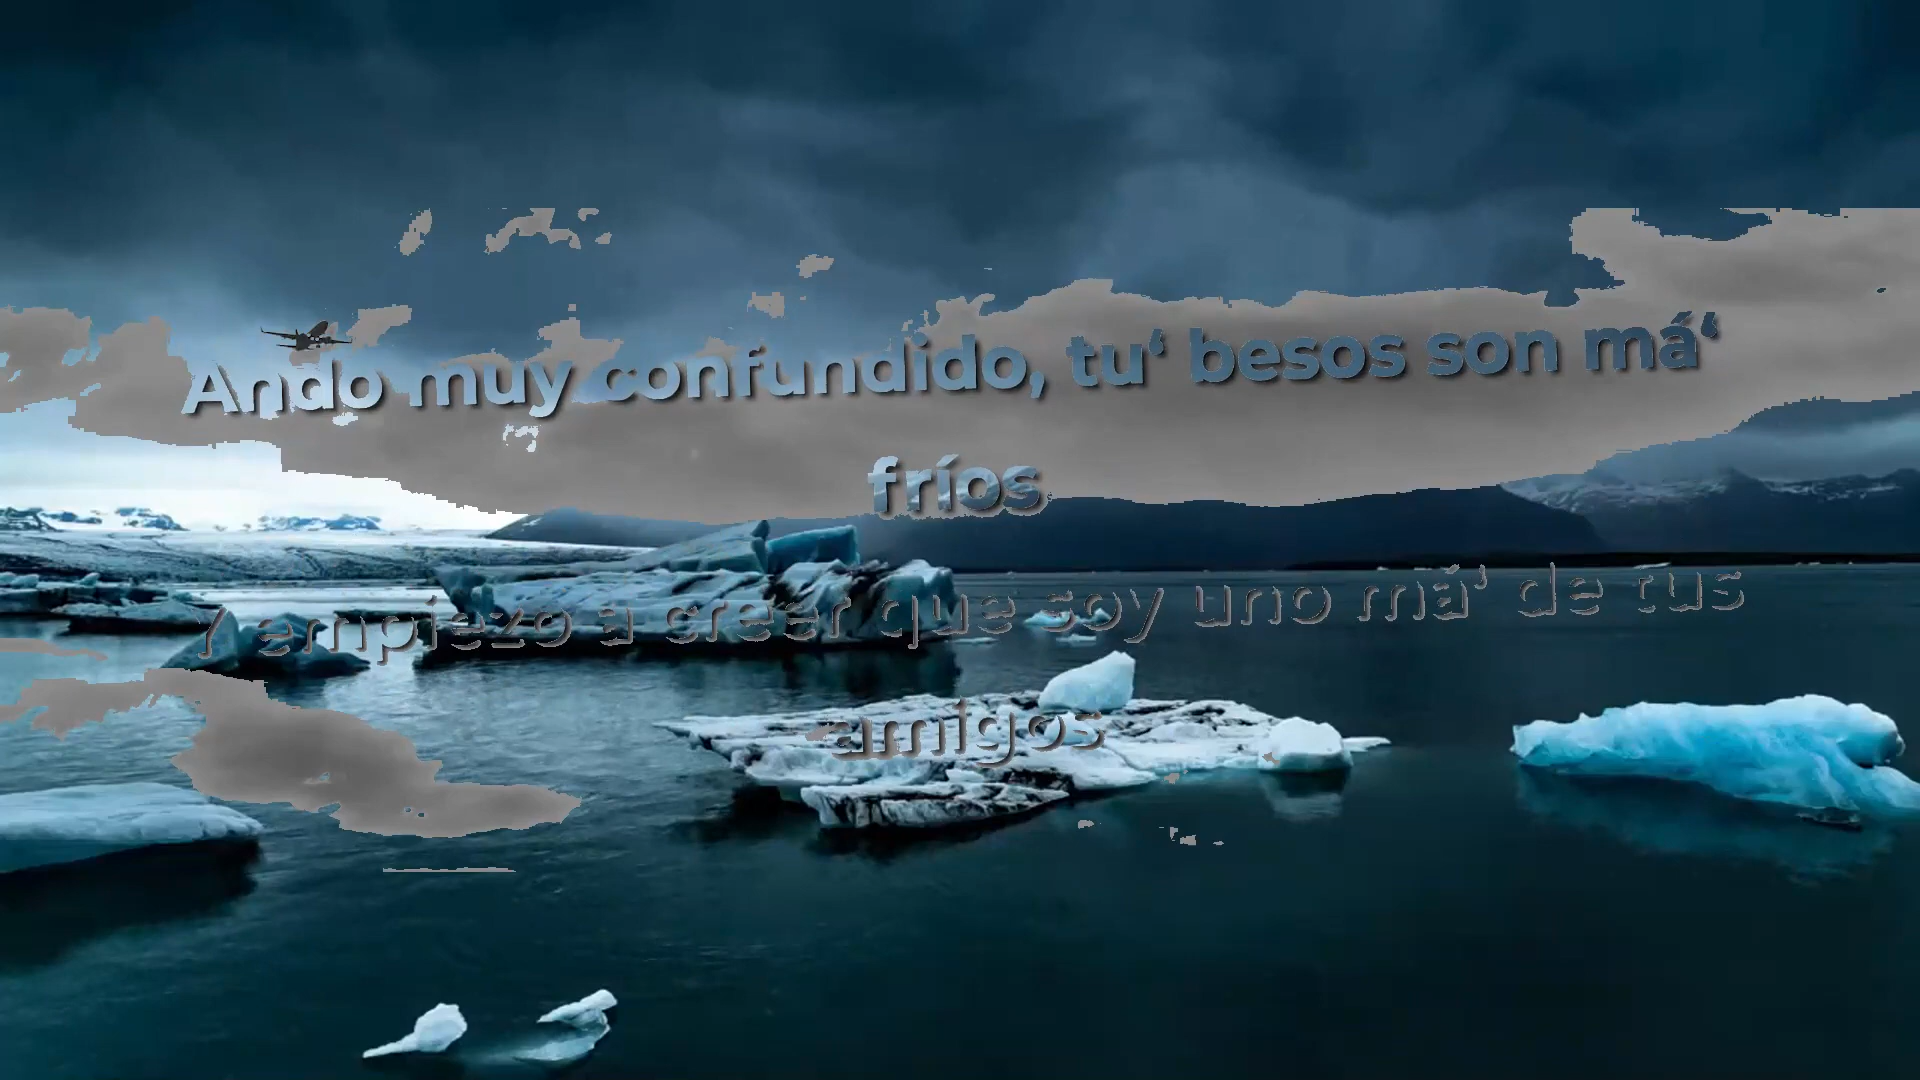 Ando muy confundido, tu‘ besos son má‘
fríos
Y empiezo a creer que soy uno má' de tus
amigos